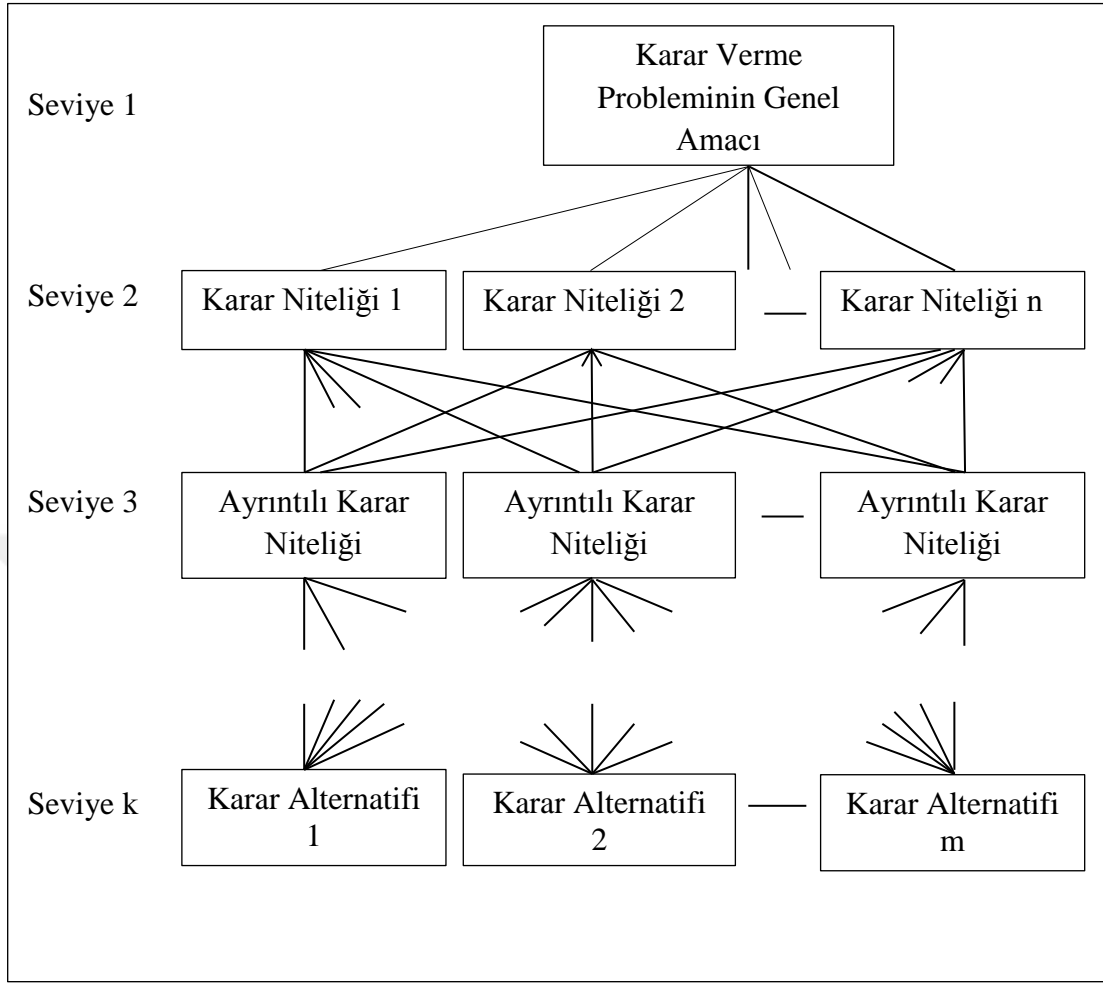 Karar Verme
Probleminin Genel
Amacı
Seviye 1
Seviye 2
Karar Niteliği 1
Karar Niteliği 2
Karar Niteliği n
Seviye 3
Ayrıntılı Karar
Niteliği
Ayrıntılı Karar
Niteliği
Ayrıntılı Karar
Niteliği
Seviye k
Karar Alternatifi
1
Karar Alternatifi
2
Karar Alternatifi
m